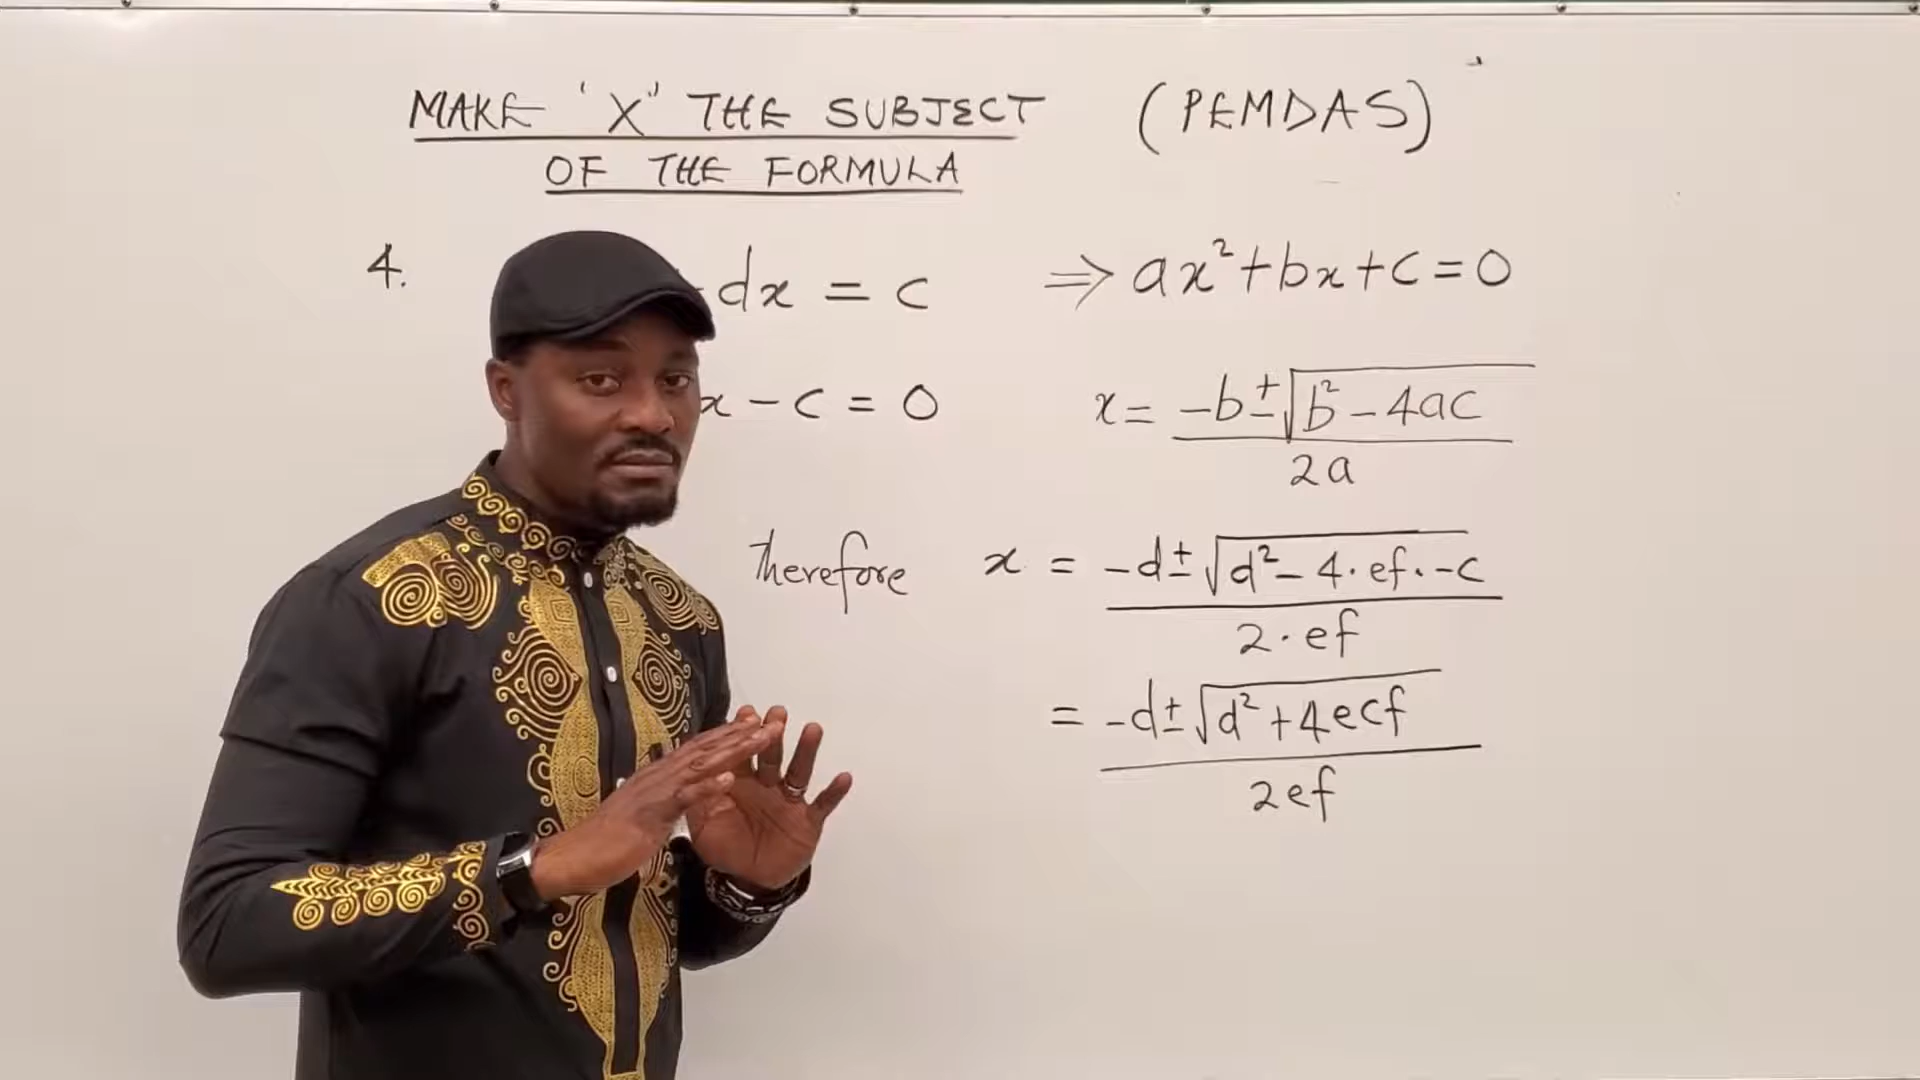 MAKE 'X' THE SUBJECT (PEMDAS)
OF THE FORMULA
4. dx = c ⇒ ax²+bx+c=0
x - c = 0 x = -b±√b²-4ac
2a
Therefore x = -d±√d²-4·ef·-c
2·ef
= -d±√d²+4ecf
2ef